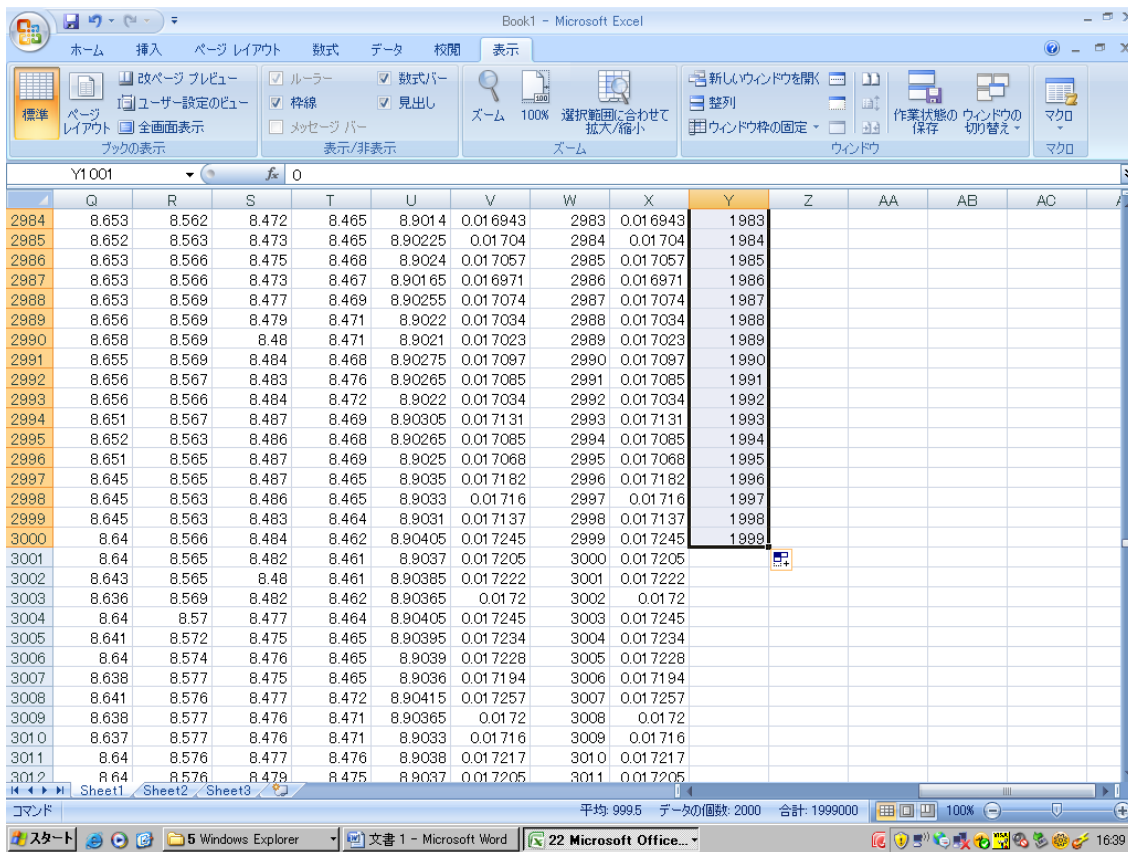 Book1 - Microsoft Excel
ホーム 挿入 ページ レイアウト 数式 データ 校閲 表示
標準 ページ レイアウト 改ページ プレビュー ユーザー設定のビュー 全画面表示
ルーラー 数式バー
枠線 見出し
メッセージ バー
ズーム 100% 選択範囲に合わせて 拡大/縮小
新しいウィンドウを開く
整列
ウィンドウ枠の固定
作業状態の 保存 ウィンドウの 切り替え マクロ
ブックの表示 表示/非表示 ズーム ウィンドウ マクロ
Y1001 fx 0
Q R S T U V W X Y Z AA AB AC
2984 8.653 8.562 8.472 8.465 8.9014 0.016943 2983 0.016943 1983
2985 8.652 8.563 8.473 8.465 8.90225 0.01704 2984 0.01704 1984
2986 8.653 8.566 8.475 8.468 8.9024 0.017057 2985 0.017057 1985
2987 8.653 8.566 8.473 8.467 8.90165 0.016971 2986 0.016971 1986
2988 8.653 8.569 8.477 8.469 8.90255 0.017074 2987 0.017074 1987
2989 8.656 8.569 8.479 8.471 8.9022 0.017034 2988 0.017034 1988
2990 8.658 8.569 8.48 8.471 8.9021 0.017023 2989 0.017023 1989
2991 8.655 8.569 8.484 8.468 8.90275 0.017097 2990 0.017097 1990
2992 8.656 8.567 8.483 8.476 8.90265 0.017085 2991 0.017085 1991
2993 8.656 8.566 8.484 8.472 8.9022 0.017034 2992 0.017034 1992
2994 8.651 8.567 8.487 8.469 8.90305 0.017131 2993 0.017131 1993
2995 8.652 8.563 8.486 8.468 8.90265 0.017085 2994 0.017085 1994
2996 8.651 8.565 8.487 8.469 8.9025 0.017068 2995 0.017068 1995
2997 8.645 8.565 8.487 8.465 8.9035 0.017182 2996 0.017182 1996
2998 8.645 8.563 8.486 8.465 8.9033 0.01716 2997 0.01716 1997
2999 8.645 8.563 8.483 8.464 8.9031 0.017137 2998 0.017137 1998
3000 8.64 8.566 8.484 8.462 8.90405 0.017245 2999 0.017245 1999
3001 8.64 8.565 8.482 8.461 8.9037 0.017205 3000 0.017205
3002 8.643 8.565 8.48 8.461 8.90385 0.017222 3001 0.017222
3003 8.636 8.569 8.482 8.462 8.90365 0.0172 3002 0.0172
3004 8.64 8.57 8.477 8.464 8.90405 0.017245 3003 0.017245
3005 8.641 8.572 8.475 8.465 8.90395 0.017234 3004 0.017234
3006 8.64 8.574 8.476 8.465 8.9039 0.017228 3005 0.017228
3007 8.638 8.577 8.475 8.465 8.9036 0.017194 3006 0.017194
3008 8.641 8.576 8.477 8.472 8.90415 0.017257 3007 0.017257
3009 8.638 8.577 8.476 8.471 8.90365 0.0172 3008 0.0172
3010 8.637 8.577 8.476 8.471 8.9033 0.01716 3009 0.01716
3011 8.64 8.576 8.477 8.476 8.9038 0.017217 3010 0.017217
3012 8.64 8.576 8.479 8.475 8.9037 0.017205 3011 0.017205
Sheet1 Sheet2 Sheet3
コマンド 平均: 999.5 データの個数: 2000 合計: 1999000 100%
スタート 5 Windows Explorer 文書 1 - Microsoft Word 22 Microsoft Office... 16:39